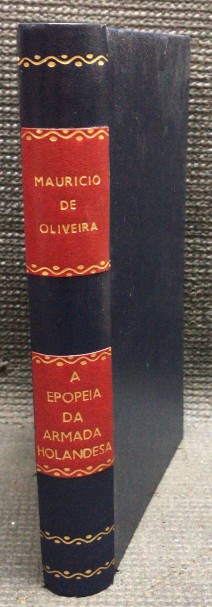 MAURICIO
DE
OLIVEIRA
A
EPOPEIA
DA
ARMADA
HOLANDESA